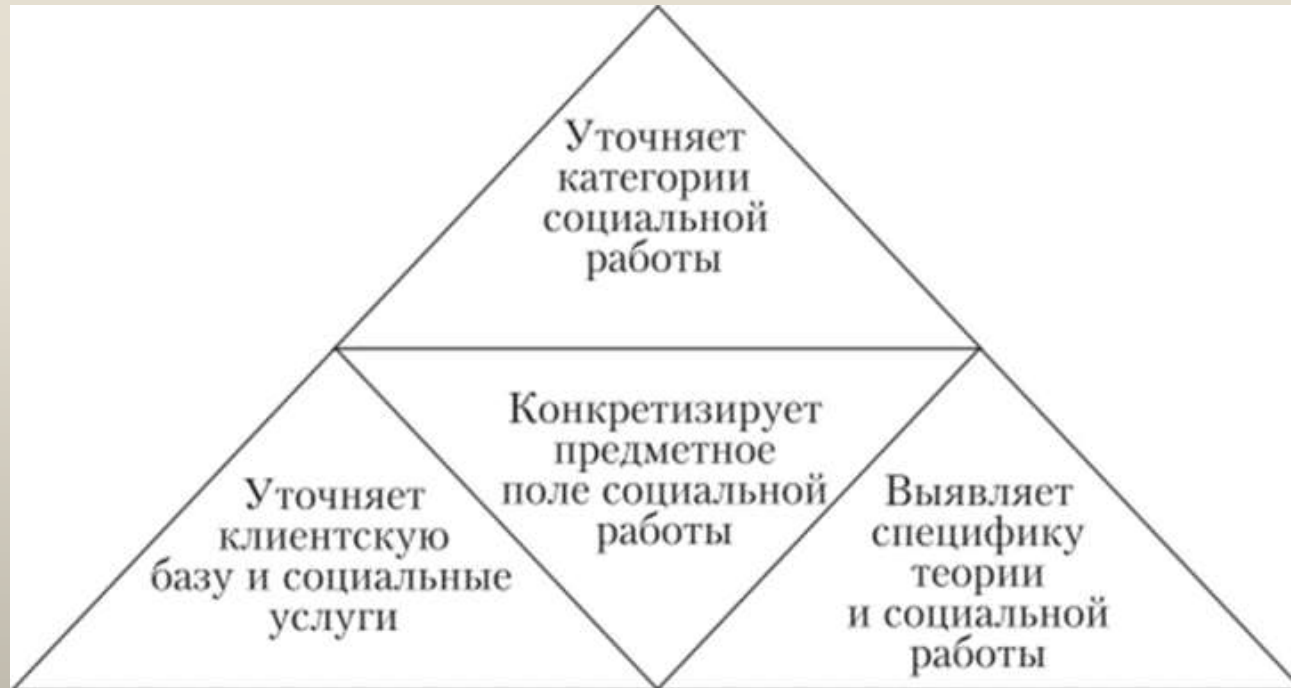 Уточняет
категории
социальной
работы
Конкретизирует
предметное
поле социальной
работы
Уточняет
клиентскую
базу и социальные
услуги
Выявляет
специфику
теории
и социальной
работы